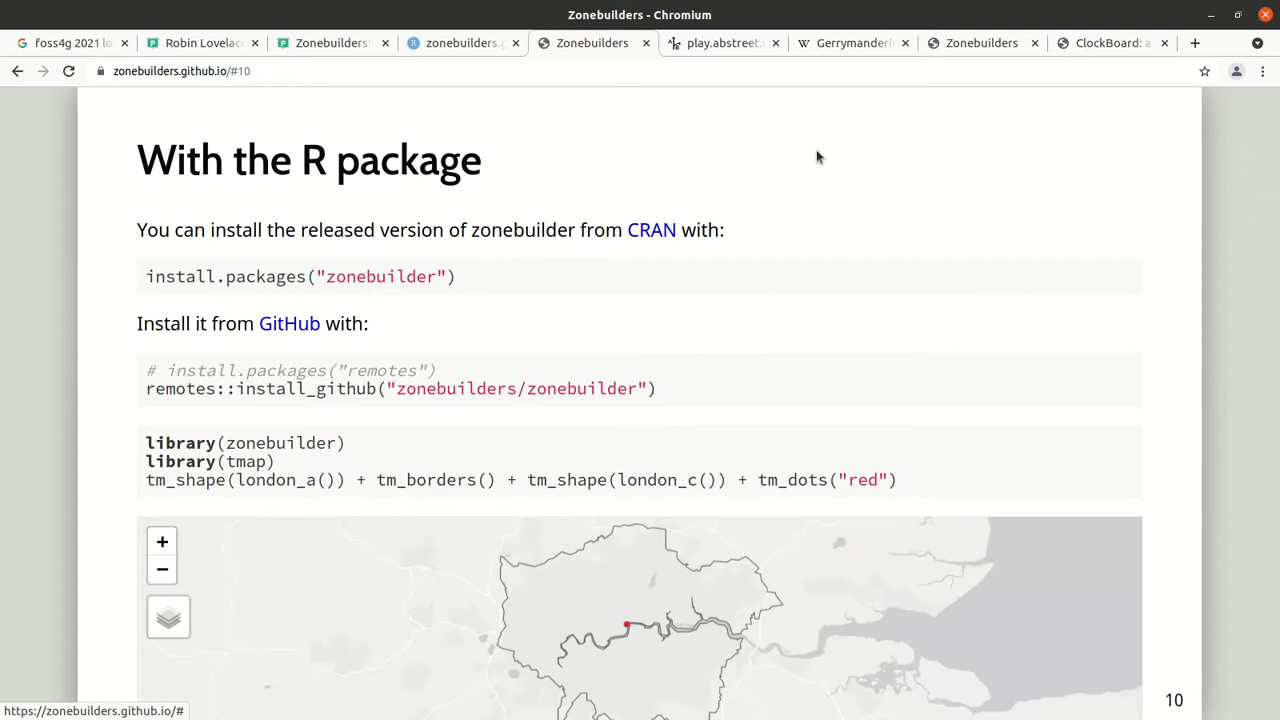 Zonebuilders - Chromium
foss4g 2021 lo
Robin Lovelac
Zonebuilders:
zonebuilders.g
Zonebuilders
play.abstreet.
Gerrymanderi
Zonebuilders
ClockBoard: a
zonebuilders.github.io/#10
With the R package
You can install the released version of zonebuilder from CRAN with:
install.packages("zonebuilder")
Install it from GitHub with:
# install.packages("remotes")
remotes::install_github("zonebuilders/zonebuilder")
library(zonebuilder)
library(tmap)
tm_shape(london_a()) + tm_borders() + tm_shape(london_c()) + tm_dots("red")
+
−
10
https://zonebuilders.github.io/#